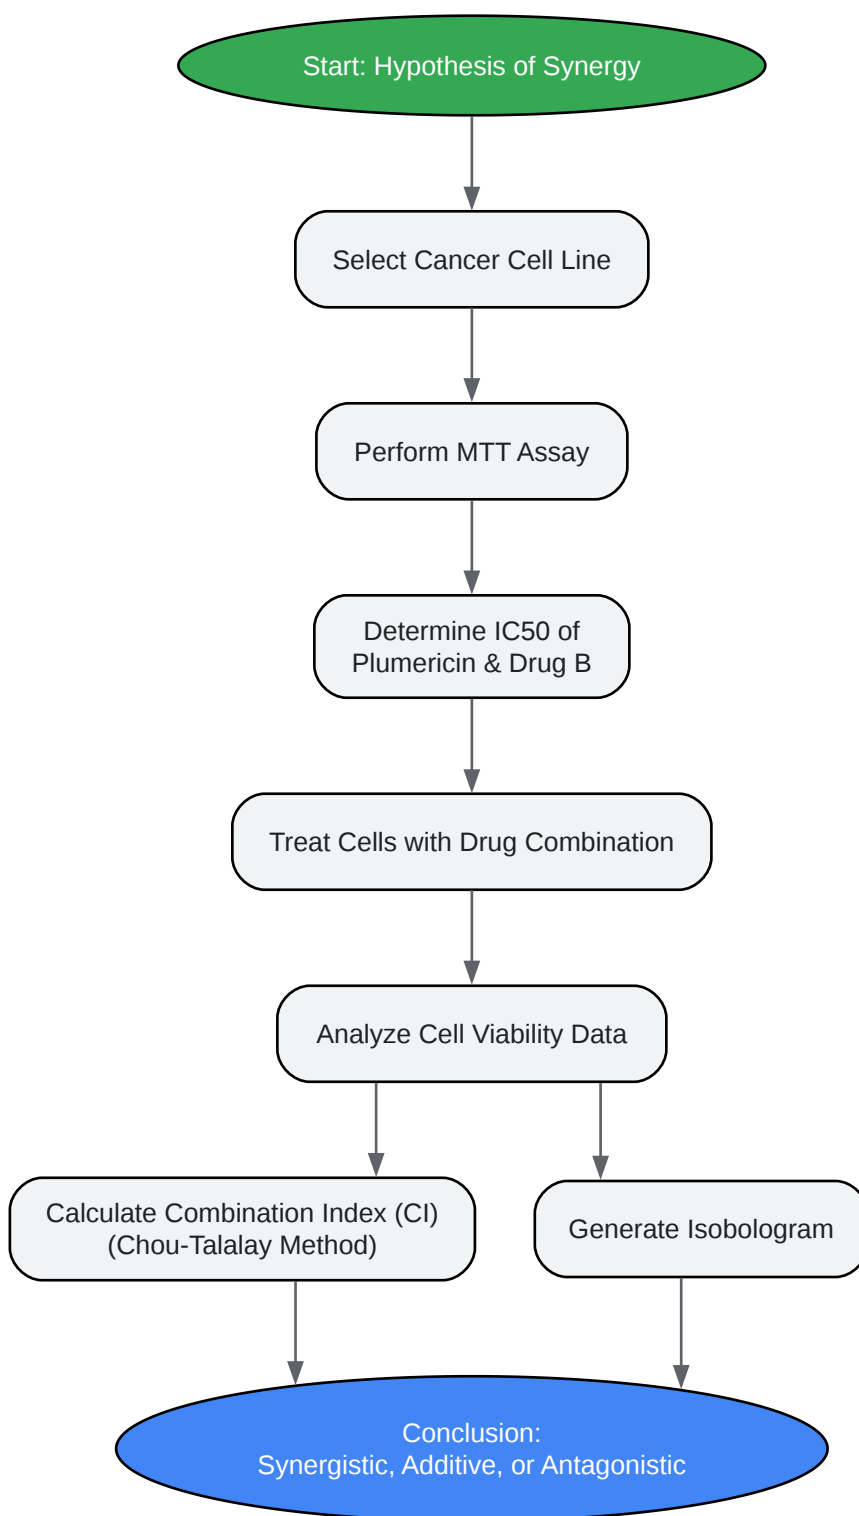 Start: Hypothesis of Synergy
Select Cancer Cell Line
Perform MTT Assay
Determine IC50 of
Plumericin & Drug B
Treat Cells with Drug Combination
Analyze Cell Viability Data
Calculate Combination Index (CI)
(Chou-Talalay Method)
Generate Isobologram
Conclusion:
Synergistic, Additive, or Antagonistic